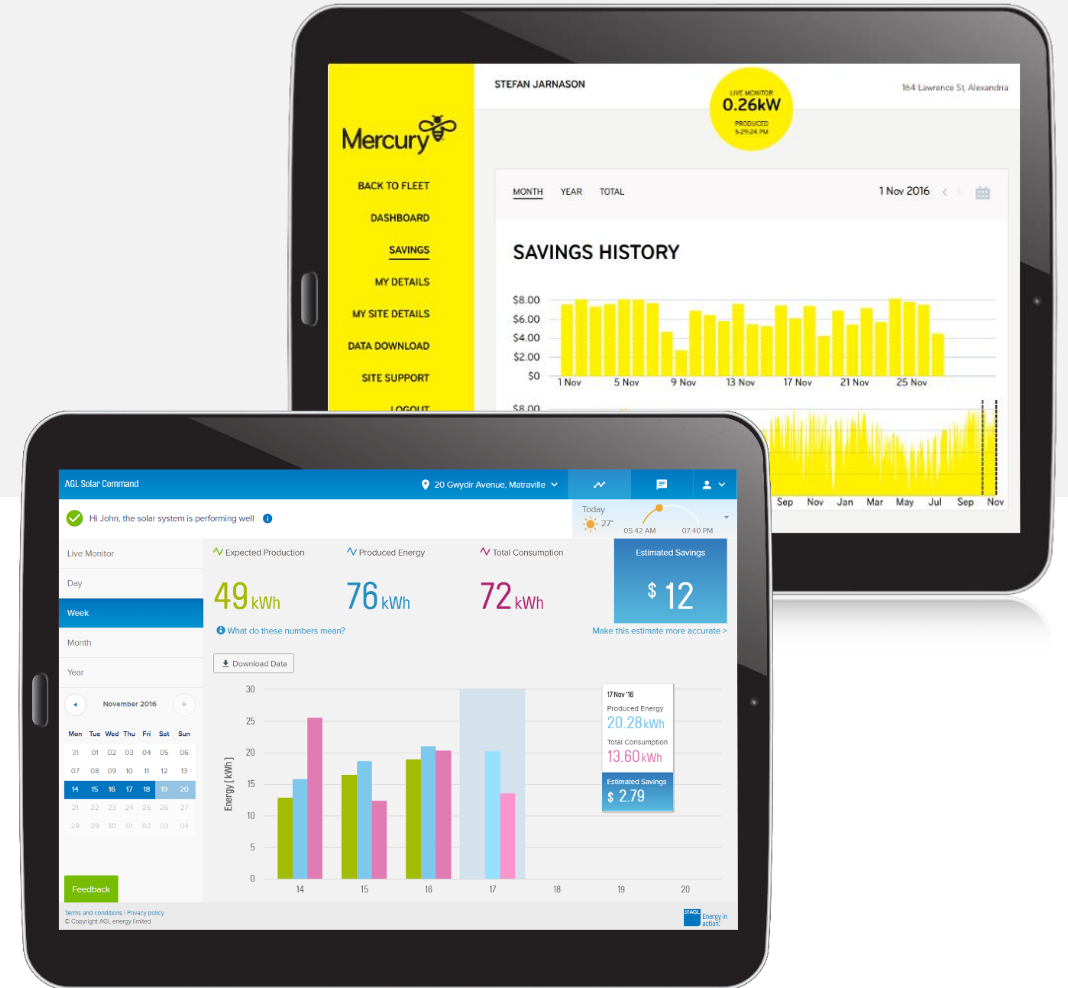 STEFAN JARNASON
LIVE MONITOR
0.26kW
PRODUCED
5:29:24 PM
164 Lawrence St, Alexandria
Mercury
BACK TO FLEET
DASHBOARD
SAVINGS
MY DETAILS
MY SITE DETAILS
DATA DOWNLOAD
SITE SUPPORT
LOGOUT
MONTH YEAR TOTAL
1 Nov 2016
SAVINGS HISTORY
$8.00
$6.00
$4.00
$2.00
$0
1 Nov 5 Nov 9 Nov 13 Nov 17 Nov 21 Nov 25 Nov
$8.00
Sep Nov Jan Mar May Jul Sep Nov
AGL Solar Command
20 Gwydir Avenue, Matraville
Hi John, the solar system is performing well
Today
27°
05:42 AM 07:40 PM
Live Monitor
Day
Week
Month
Year
Expected Production
49 kWh
Produced Energy
76 kWh
Total Consumption
72 kWh
Estimated Savings
$ 12
What do these numbers mean?
Make this estimate more accurate >
Download Data
November 2016
Mon Tue Wed Thu Fri Sat Sun
31 01 02 03 04 05 06
07 08 09 10 11 12 13
14 15 16 17 18 19 20
21 22 23 24 25 26 27
28 29 30 01 02 03 04
Energy [ kWh ]
30
25
20
15
10
5
0
14 15 16 17 18 19 20
17 Nov '16
Produced Energy
20.28 kWh
Total Consumption
13.60 kWh
Estimated Savings
$ 2.79
Feedback
Terms and conditions | Privacy policy
© Copyright AGL energy limited
AGL
Energy in
action.